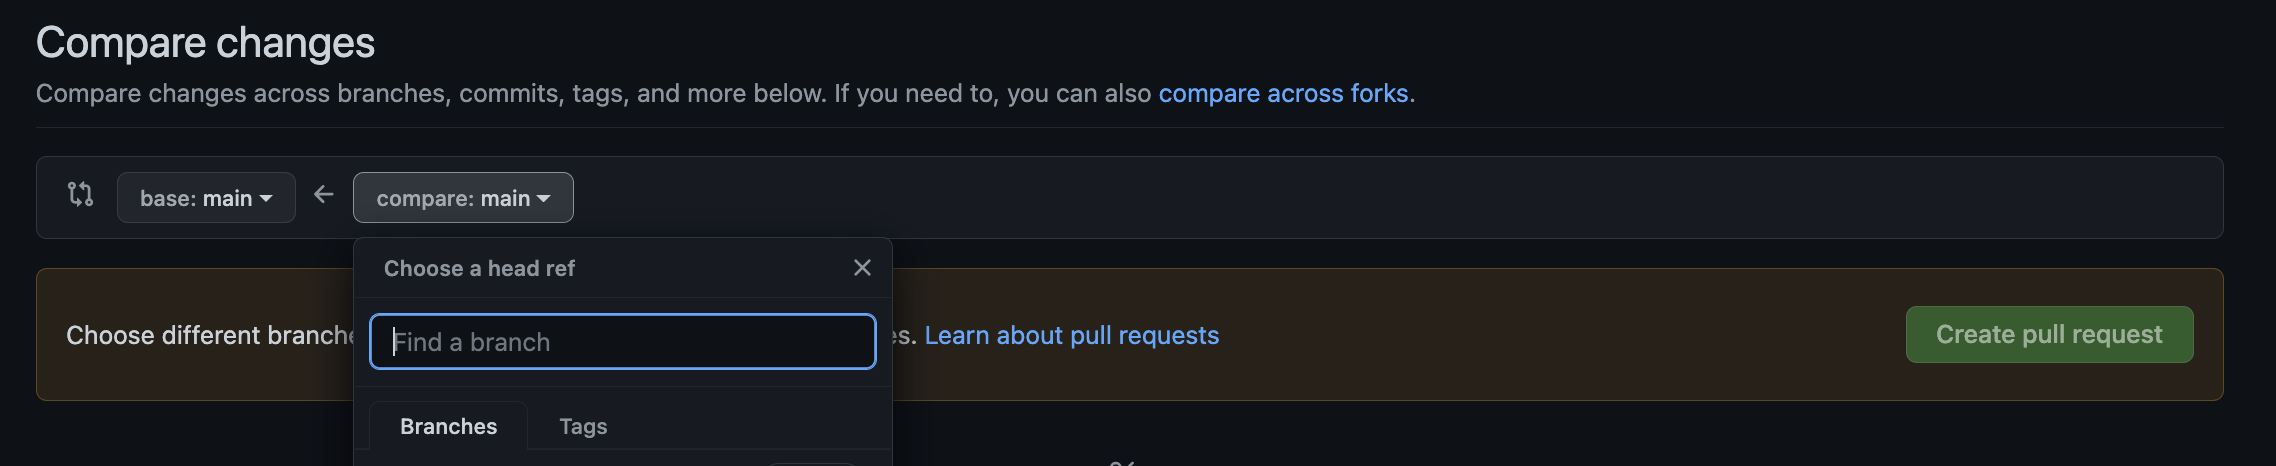 Compare changes
Compare changes across branches, commits, tags, and more below. If you need to, you can also compare across forks.
base: main
compare: main
Choose a head ref
Find a branch
Choose different branche
s. Learn about pull requests
Create pull request
Branches
Tags